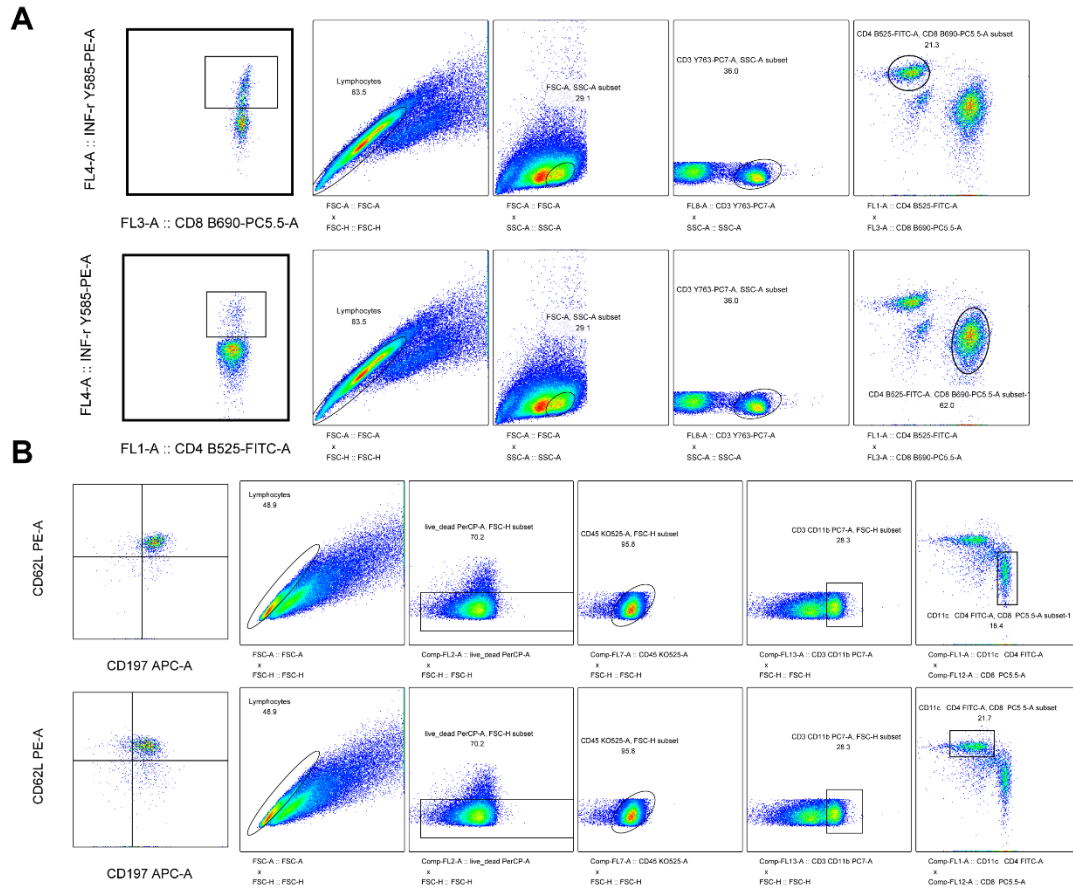 A
FL4-A :: INF-r Y585-PE-A
FL3-A :: CD8 B690-PC5.5-A
Lymphocytes
83.5
FSC-A :: FSC-A
x
FSC-H :: FSC-H
FSC-A, SSC-A subset
29.1
FSC-A :: FSC-A
x
SSC-A :: SSC-A
CD3 Y763-PC7-A, SSC-A subset
36.0
FL8-A :: CD3 Y763-PC7-A
x
SSC-A :: SSC-A
CD4 B525-FITC-A, CD8 B690-PC5.5-A subset
21.3
FL1-A :: CD4 B525-FITC-A
x
FL3-A :: CD8 B690-PC5.5-A
FL4-A :: INF-r Y585-PE-A
FL1-A :: CD4 B525-FITC-A
Lymphocytes
83.5
FSC-A :: FSC-A
x
FSC-H :: FSC-H
FSC-A, SSC-A subset
29.1
FSC-A :: FSC-A
x
SSC-A :: SSC-A
CD3 Y763-PC7-A, SSC-A subset
36.0
FL8-A :: CD3 Y763-PC7-A
x
SSC-A :: SSC-A
CD4 B525-FITC-A, CD8 B690-PC5.5-A subset-1
62.0
FL1-A :: CD4 B525-FITC-A
x
FL3-A :: CD8 B690-PC5.5-A
B
CD62L PE-A
CD197 APC-A
Lymphocytes
48.9
FSC-A :: FSC-A
x
FSC-H :: FSC-H
live_dead PerCP-A, FSC-H subset
70.2
Comp-FL2-A :: live_dead PerCP-A
x
FSC-H :: FSC-H
CD45 KO525-A, FSC-H subset
95.8
Comp-FL7-A :: CD45 KO525-A
x
FSC-H :: FSC-H
CD3 CD11b PC7-A, FSC-H subset
28.3
Comp-FL13-A :: CD3 CD11b PC7-A
x
FSC-H :: FSC-H
CD11c CD4 FITC-A, CD8 PC5.5-A subset-1
16.4
Comp-FL1-A :: CD11c CD4 FITC-A
x
Comp-FL12-A :: CD8 PC5.5-A
CD62L PE-A
CD197 APC-A
Lymphocytes
48.9
FSC-A :: FSC-A
x
FSC-H :: FSC-H
live_dead PerCP-A, FSC-H subset
70.2
Comp-FL2-A :: live_dead PerCP-A
x
FSC-H :: FSC-H
CD45 KO525-A, FSC-H subset
95.8
Comp-FL7-A :: CD45 KO525-A
x
FSC-H :: FSC-H
CD3 CD11b PC7-A, FSC-H subset
28.3
Comp-FL13-A :: CD3 CD11b PC7-A
x
FSC-H :: FSC-H
CD11c CD4 FITC-A, CD8 PC5.5-A subset
21.7
Comp-FL1-A :: CD11c CD4 FITC-A
x
Comp-FL12-A :: CD8 PC5.5-A